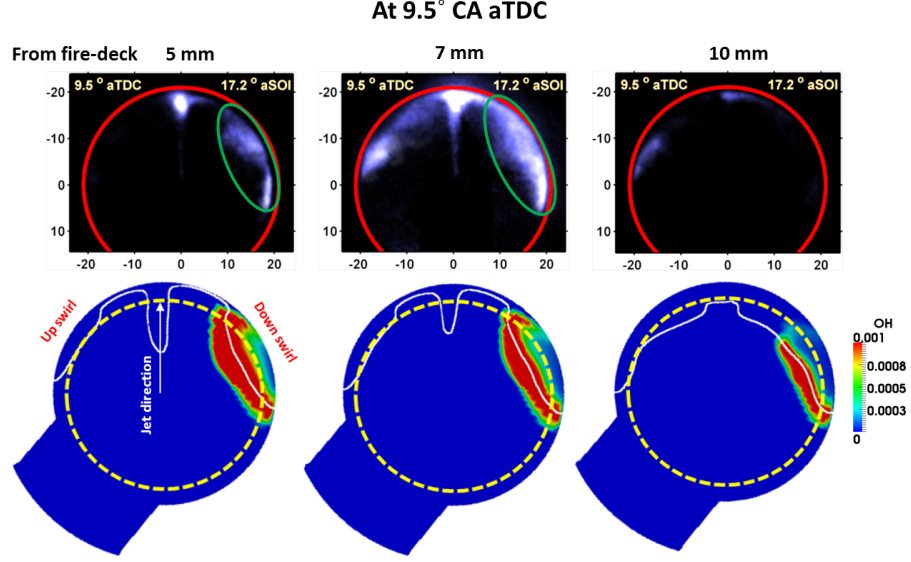 At 9.5° CA aTDC
From fire-deck 5 mm 7 mm 10 mm
9.5 ° aTDC 17.2 ° aSOI
9.5 ° aTDC 17.2 ° aSOI
9.5 ° aTDC 17.2 ° aSOI
-20
-10
0
10
-20 -10 0 10 20
-20
-10
0
10
-20 -10 0 10 20
-20
-10
0
10
-20 -10 0 10 20
Up swirl
Down swirl
Jet direction
OH
0.001
0.0008
0.0005
0.0003
0